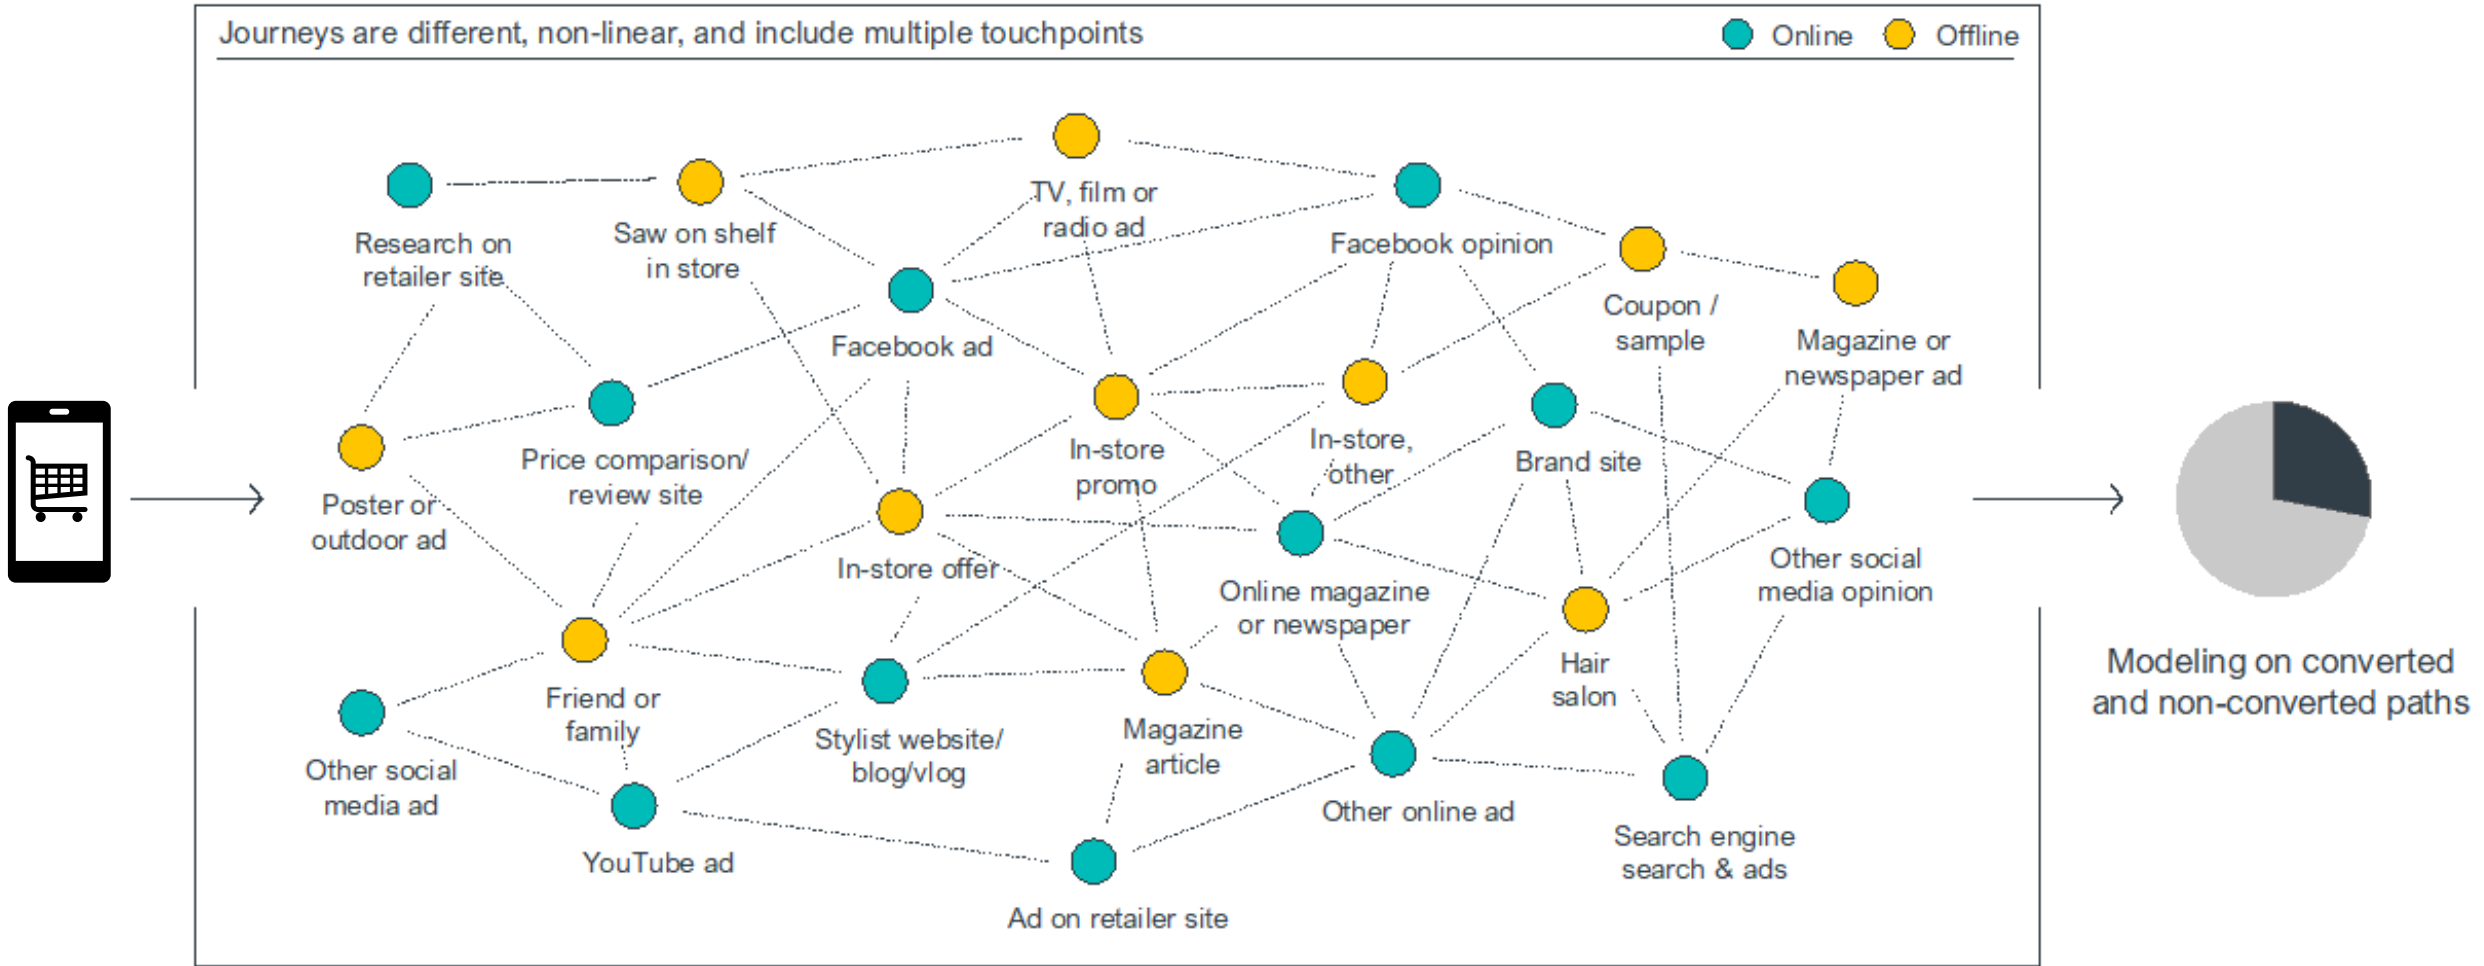 Journeys are different, non-linear, and include multiple touchpoints
Online
Offline
TV, film or
radio ad
Research on
retailer site
Saw on shelf
in store
Facebook opinion
Coupon /
sample
Magazine or
newspaper ad
Facebook ad
Price comparison/
review site
In-store
promo
In-store,
other
Brand site
Poster or
outdoor ad
In-store offer
Online magazine
or newspaper
Other social
media opinion
Friend or
family
Hair
salon
Other social
media ad
Stylist website/
blog/vlog
Magazine
article
Other online ad
Search engine
search & ads
YouTube ad
Ad on retailer site
Modeling on converted
and non-converted paths